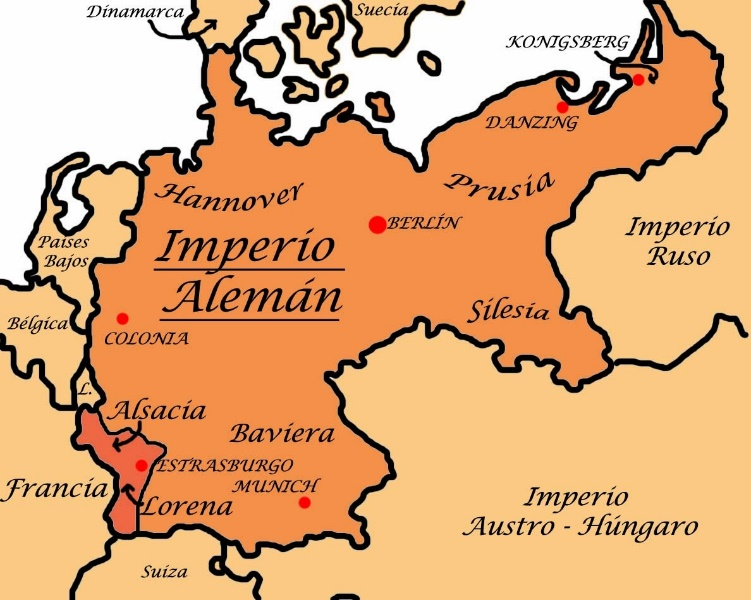 Dinamarca
Suecia
KONIGSBERG
DANZING
Hannover
Prusia
BERLÍN
Imperio
Alemán
Imperio
Ruso
Países
Bajos
Silesia
Bélgica
COLONIA
L.
Alsacia
Baviera
ESTRASBURGO
MUNICH
Francia
Lorena
Imperio
Austro - Húngaro
Suiza